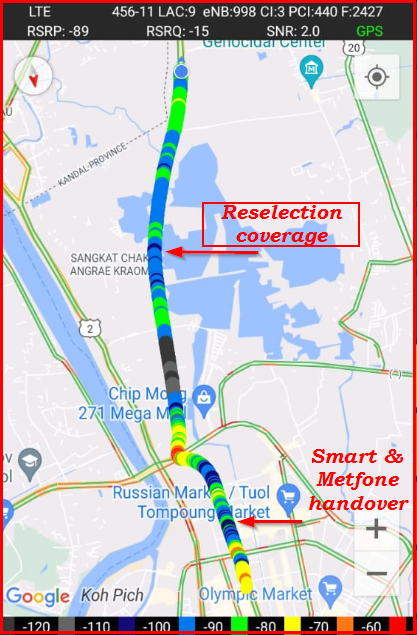 LTE 456-11 LAC:9 eNB:998 CI:3 PCI:440 F:2427
RSRP: -89 RSRQ: -15 SNR: 2.0 GPS
Genocidal Center
20
KANDAL PROVINCE
Reselection
coverage
SANGKAT CHAK
ANGRAE KRAOM
2
Chip Mong
271 Mega M
Smart &
Metfone
handover
Russian Market / Tuol
Tompoung Market
Google
Koh Pich
Olympic Market
-120 -110 -100 -90 -80 -70 -60